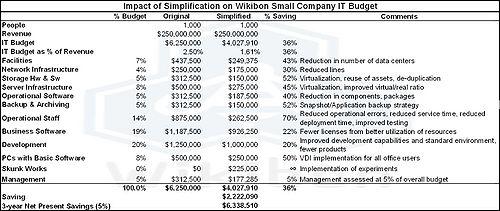 Impact of Simplification on Wikibon Small Company IT Budget
% Budget Original Simplified % Saving Comments
People 1,000 1,000
Revenue $250,000,000 $250,000,000
IT Budget $6,250,000 $4,027,910 36%
IT Budget as % of Revenue 2.50% 1.61% 36%
Facilities 7% $437,500 $249,375 43% Reduction in number of data centers
Network Infrastructure 4% $250,000 $175,000 30% Reduced lines
Storage Hw & Sw 5% $312,500 $150,000 52% Virtualization, reuse of assets, de-duplication
Server Infrastructure 8% $500,000 $275,000 45% Virtualization, improved virtual/real ratio
Operational Software 5% $312,500 $187,500 40% Reduction in components, packages
Backup & Archiving 5% $312,500 $150,000 52% Snapshot/Application backup strategy
Operational Staff 14% $875,000 $262,500 70% Reduced operational errors, reduced service time, reduced
deployment time, improved testing
Business Software 19% $1,187,500 $926,250 22% Fewer licenses from better utilization of resources
Development 20% $1,250,000 $1,000,000 20% Improved development capabilities and standard environment,
fewer products
PCs with Basic Software 8% $500,000 $250,000 50% VDI implementation for all office users
Skunk Works 0% $0 $225,000 ∞ Implementation of experiments
Management 5% $312,500 $177,285 5% Management assessed at 5% of overall budget
100.0% $6,250,000 $4,027,910 36%
Saving $2,222,090
3-year Net Present Savings (5%) $6,338,510